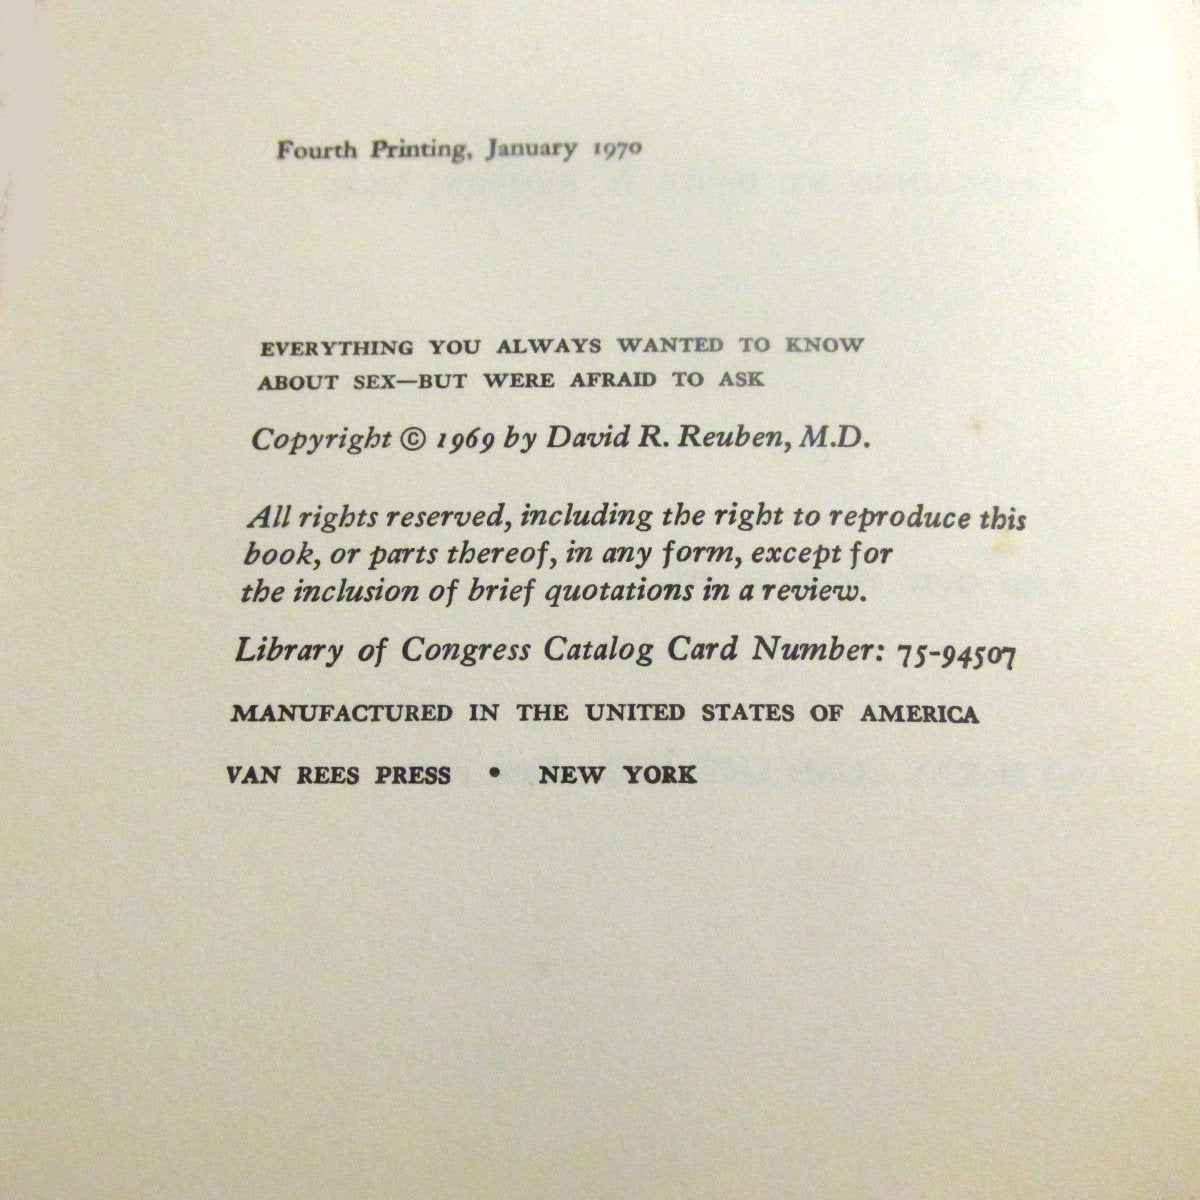 Fourth Printing, January 1970
EVERYTHING YOU ALWAYS WANTED TO KNOW
ABOUT SEX—BUT WERE AFRAID TO ASK
Copyright © 1969 by David R. Reuben, M.D.
All rights reserved, including the right to reproduce this
book, or parts thereof, in any form, except for
the inclusion of brief quotations in a review.
Library of Congress Catalog Card Number: 75-94507
MANUFACTURED IN THE UNITED STATES OF AMERICA
VAN REES PRESS • NEW YORK